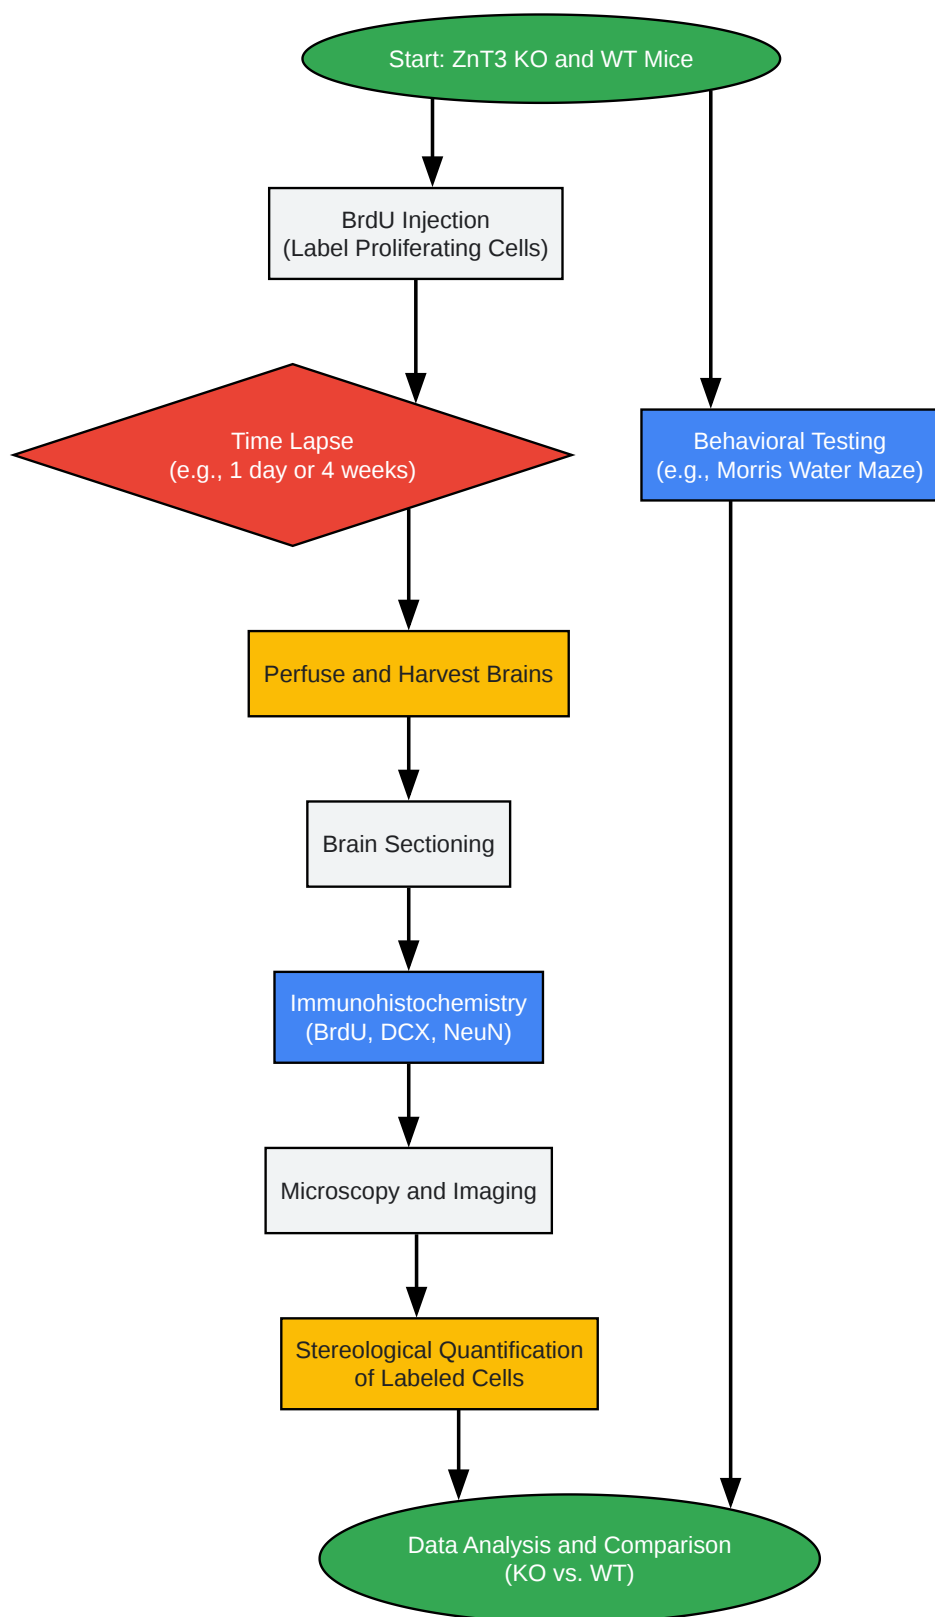 Start: ZnT3 KO and WT Mice
BrdU Injection
(Label Proliferating Cells)
Time Lapse
(e.g., 1 day or 4 weeks)
Behavioral Testing
(e.g., Morris Water Maze)
Perfuse and Harvest Brains
Brain Sectioning
Immunohistochemistry
(BrdU, DCX, NeuN)
Microscopy and Imaging
Stereological Quantification
of Labeled Cells
Data Analysis and Comparison
(KO vs. WT)